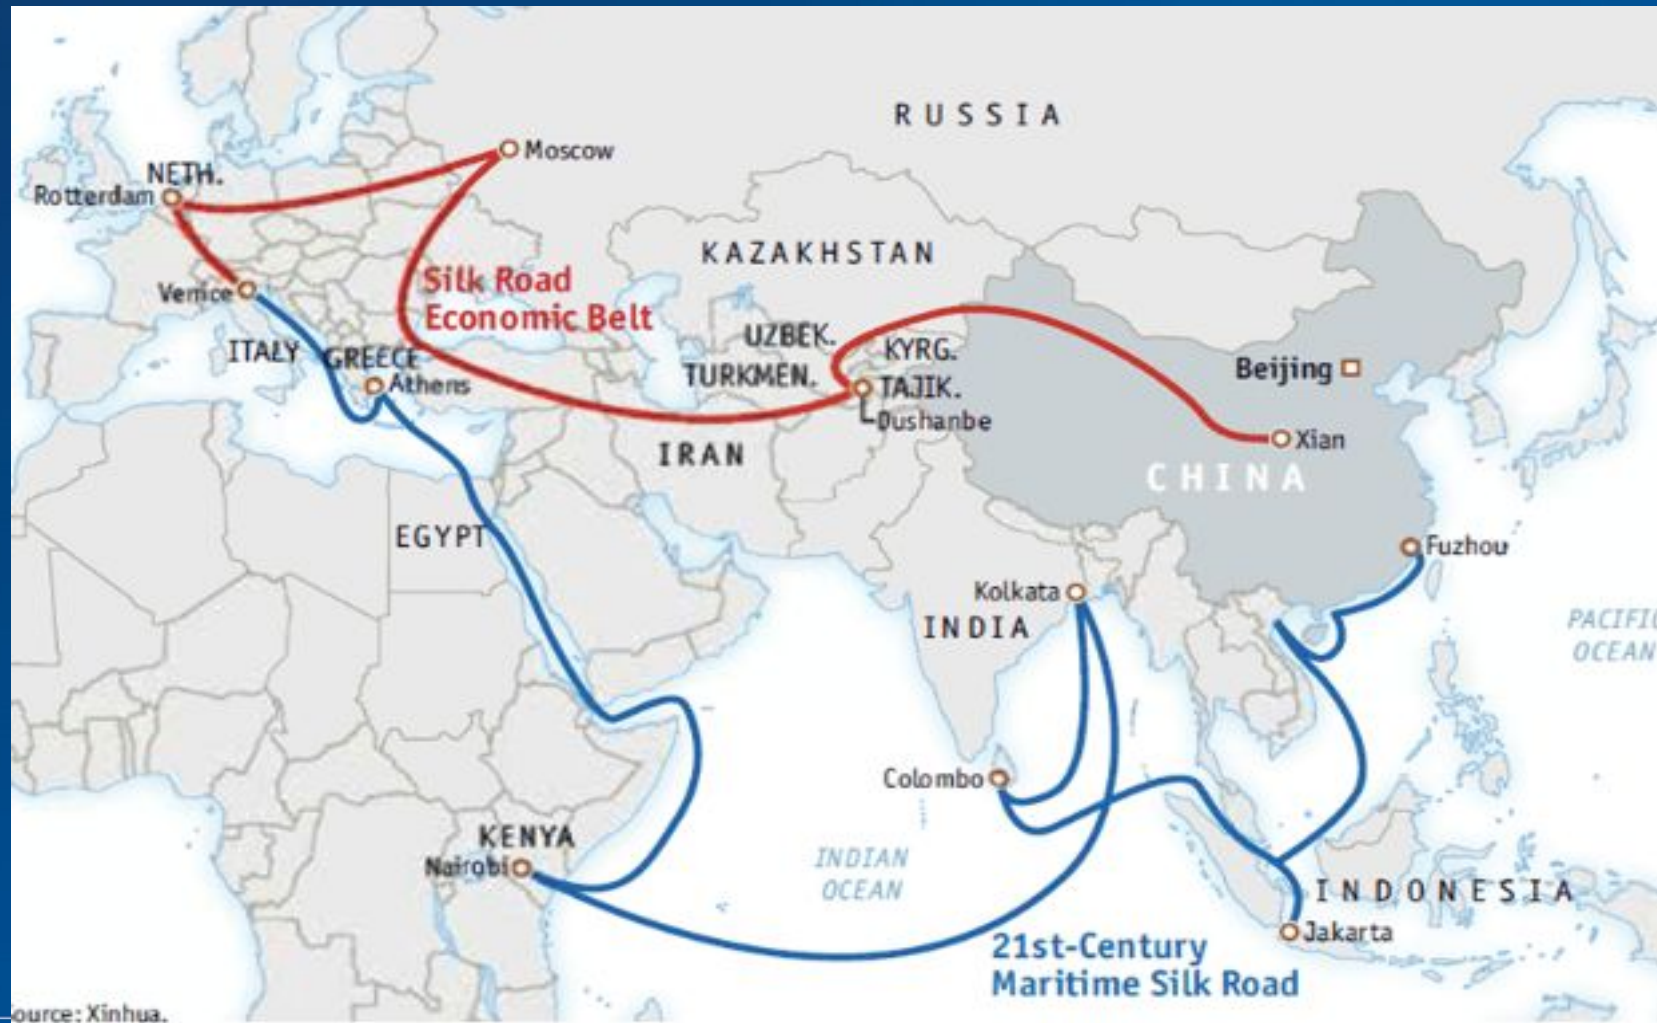 RUSSIA
Moscow
NETH.
Rotterdam
KAZAKHSTAN
Silk Road
Economic Belt
Venice
UZBEK.
KYRG.
ITALY
GREECE
Athens
TURKMEN.
TAJIK.
Dushanbe
Beijing
Xian
IRAN
CHINA
EGYPT
Fuzhou
Kolkata
INDIA
PACIFIC
OCEAN
Colombo
KENYA
Nairobi
INDIAN
OCEAN
INDONESIA
Jakarta
21st-Century
Maritime Silk Road
ource: Xinhua.